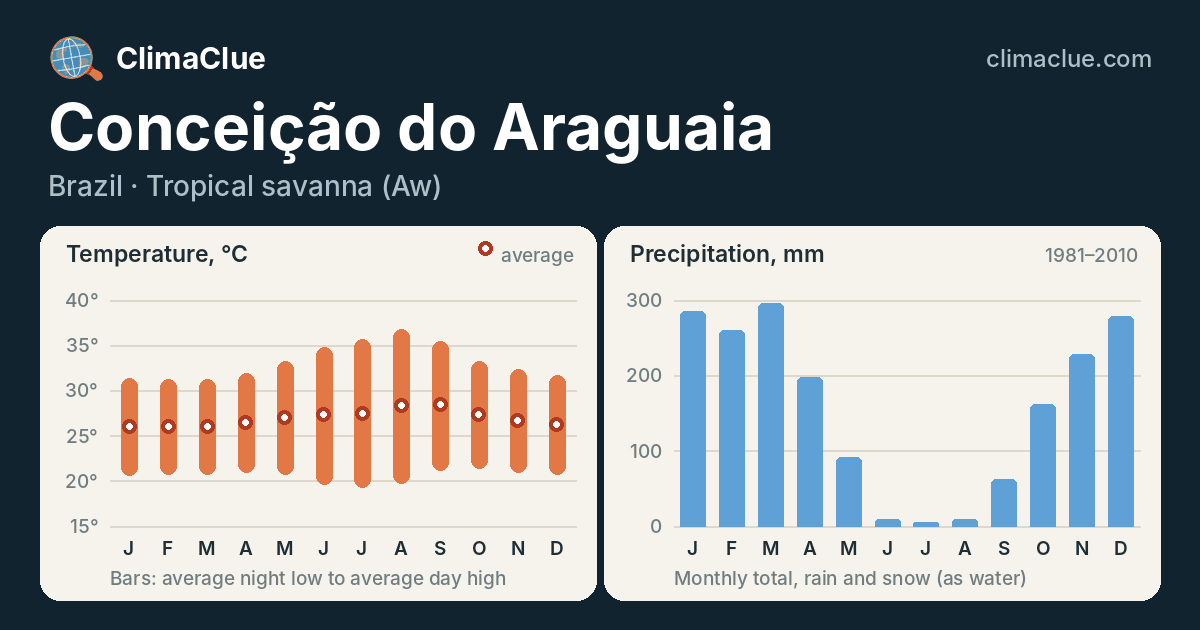 ClimaClue
climaclue.com
Conceição do Araguaia
Brazil · Tropical savanna (Aw)
Temperature, °C
average
40°
35°
30°
25°
20°
15°
J F M A M J J A S O N D
Bars: average night low to average day high
Precipitation, mm
1981–2010
300
200
100
0
J F M A M J J A S O N D
Monthly total, rain and snow (as water)